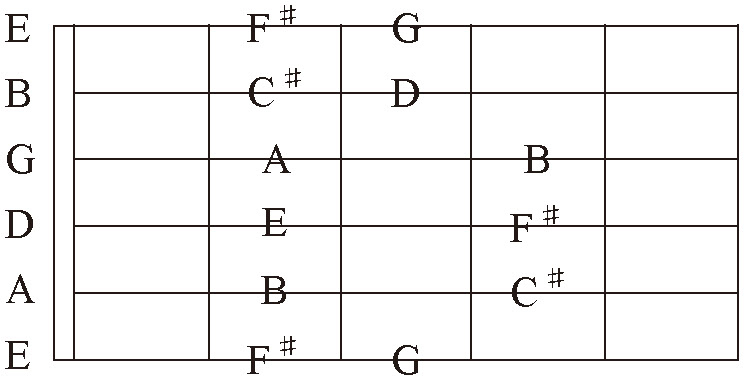 E F♯ G
B C♯ D
G A B
D E F♯
A B C♯
E F♯ G